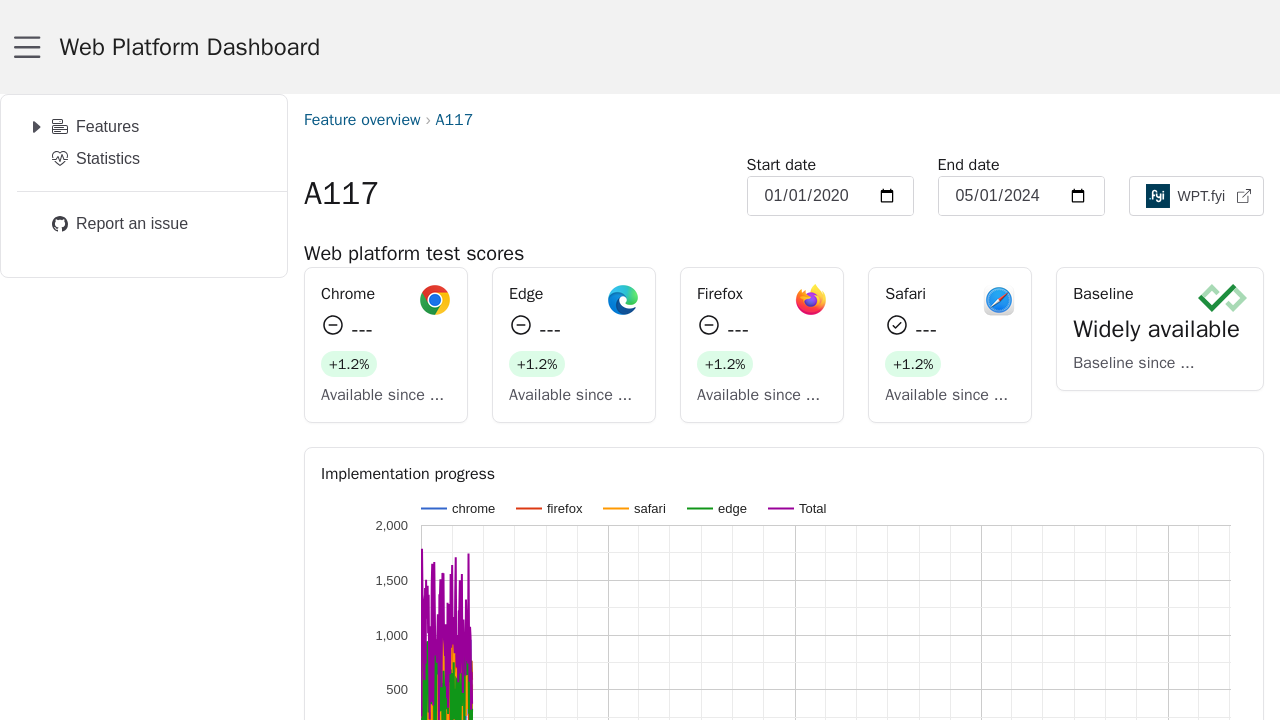 Web Platform Dashboard
Features
Statistics
Report an issue
Feature overview › A117
A117
Start date
01/01/2020
End date
05/01/2024
.fyi WPT.fyi
Web platform test scores
Chrome
---
+1.2%
Available since ...
Edge
---
+1.2%
Available since ...
Firefox
---
+1.2%
Available since ...
Safari
---
+1.2%
Available since ...
Baseline
Widely available
Baseline since ...
Implementation progress
chrome firefox safari edge Total
2,000
1,500
1,000
500